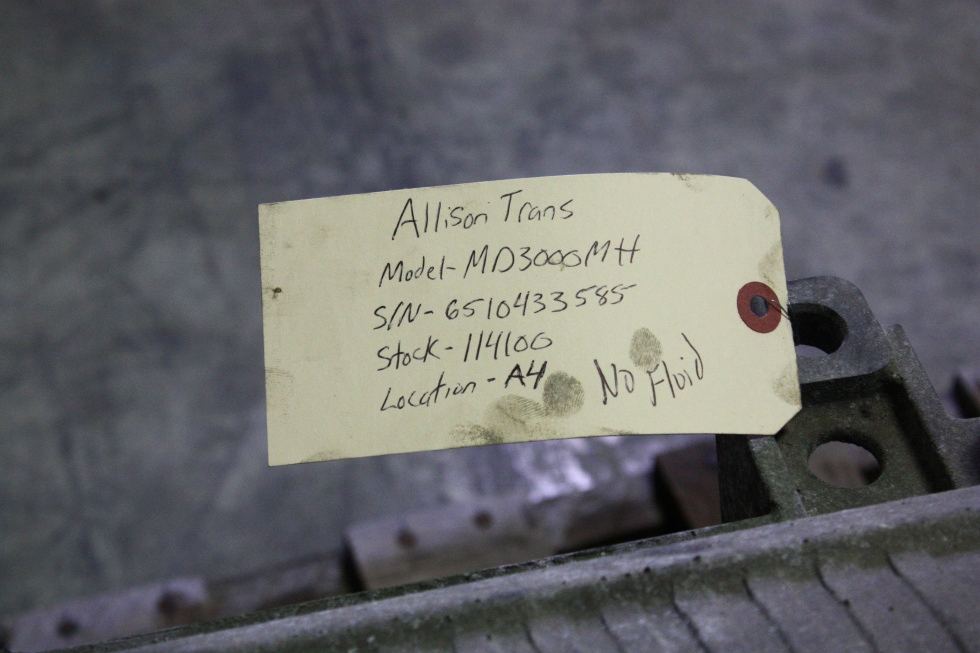 Allison Trans
Model- MD3000MH
S/N- 6510433585
Stock- 114100
Location - A4
No Fluid